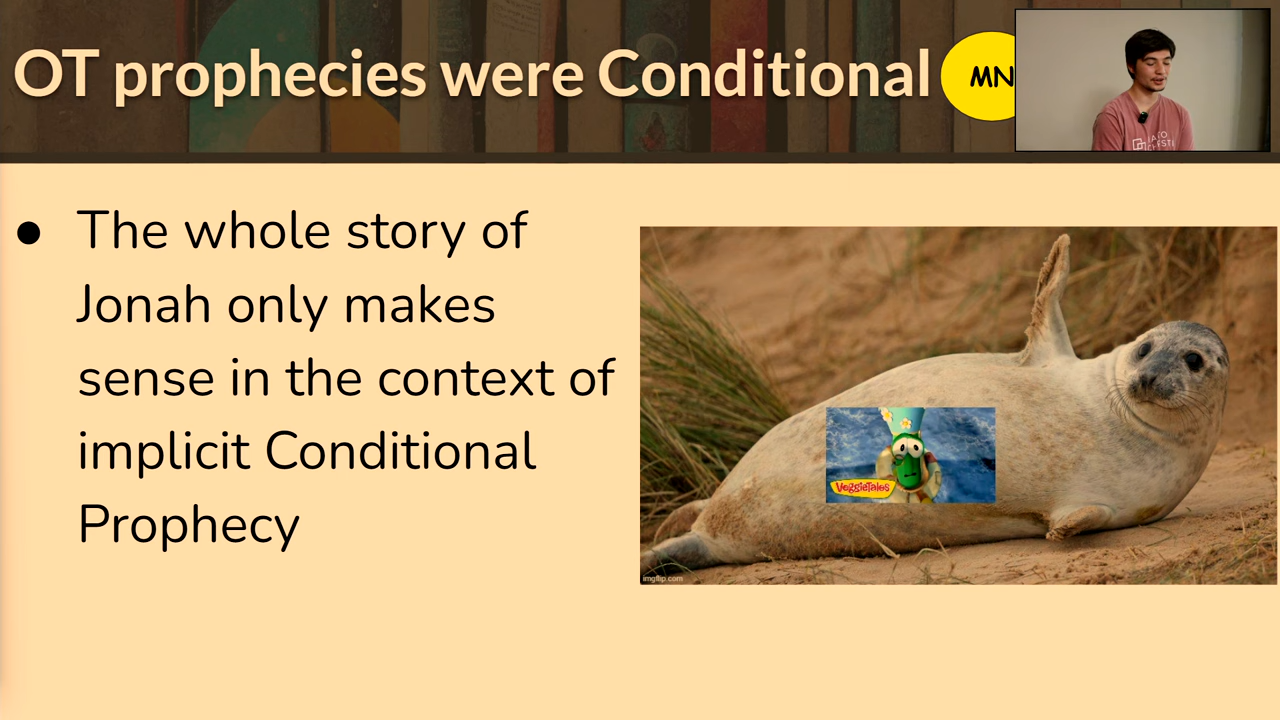 OT prophecies were Conditional
MN
● The whole story of
Jonah only makes
sense in the context of
implicit Conditional
Prophecy
VeggieTales
imgflip.com